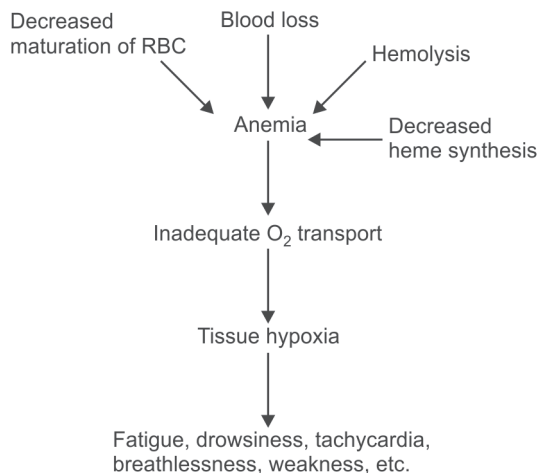 Decreased
maturation of RBC
Blood loss
Hemolysis
Anemia
Decreased
heme synthesis
Inadequate O₂ transport
Tissue hypoxia
Fatigue, drowsiness, tachycardia,
breathlessness, weakness, etc.